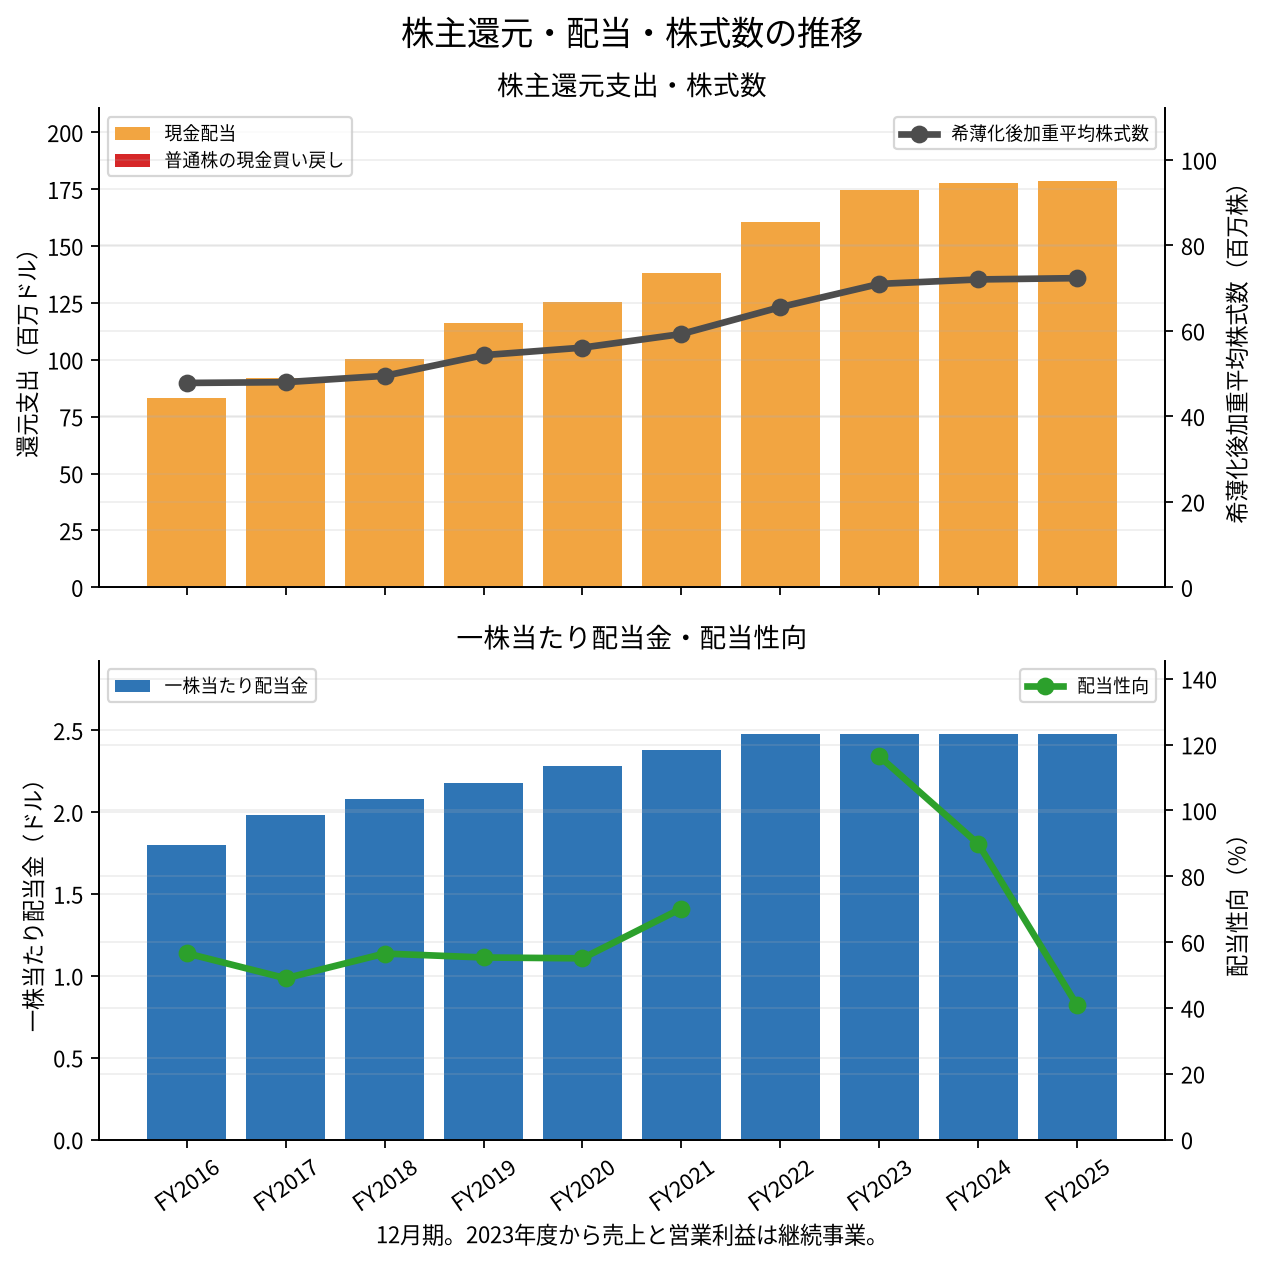 株主還元・配当・株式数の推移
株主還元支出・株式数
現金配当
普通株の現金買い戻し
希薄化後加重平均株式数
還元支出（百万ドル）
希薄化後加重平均株式数（百万株）
200
175
150
125
100
75
50
25
0
100
80
60
40
20
0
一株当たり配当金・配当性向
一株当たり配当金
配当性向
一株当たり配当金（ドル）
配当性向（%）
2.5
2.0
1.5
1.0
0.5
0.0
140
120
100
80
60
40
20
0
FY2016 FY2017 FY2018 FY2019 FY2020 FY2021 FY2022 FY2023 FY2024 FY2025
12月期。2023年度から売上と営業利益は継続事業。